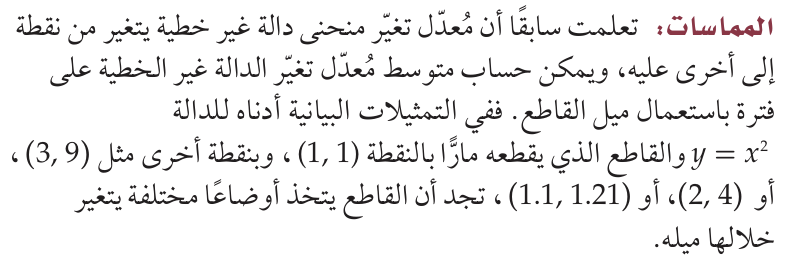 المماسات: تعلمت سابقًا أن مُعدّل تغيّر منحنى دالة غير خطية يتغير من نقطة
إلى أخرى عليه، ويمكن حساب متوسط مُعدّل تغيّر الدالة غير الخطية على
فترة باستعمال ميل القاطع. ففي التمثيلات البيانية أدناه للدالة
y = x² والقاطع الذي يقطعه مارًّا بالنقطة (1, 1)، وبنقطة أخرى مثل (3, 9)،
أو (2, 4)، أو (1.1, 1.21)، تجد أن القاطع يتخذ أوضاعًا مختلفة يتغير
خلالها ميله.